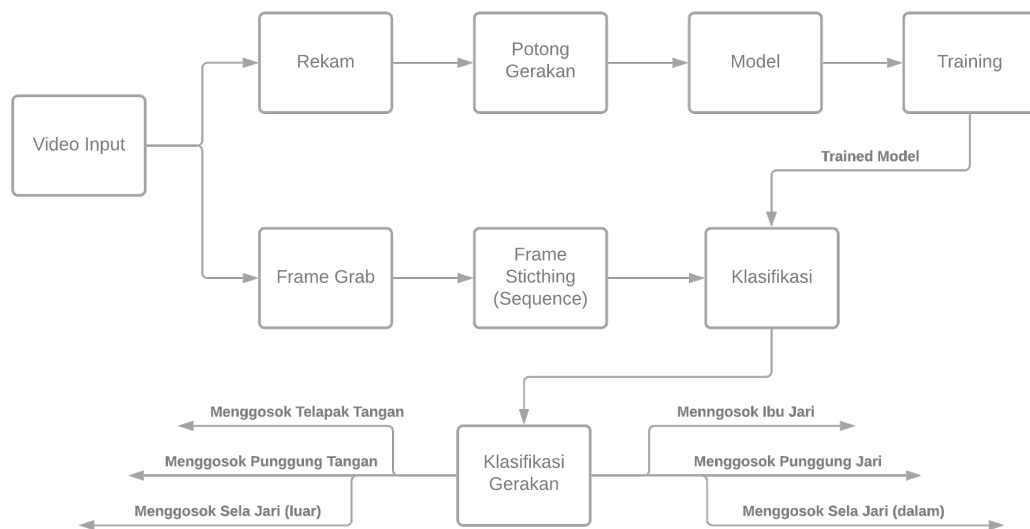 Rekam
Potong
Gerakan
Model
Training
Video Input
Trained Model
Frame Grab
Frame
Sticthing
(Sequence)
Klasifikasi
Menggosok Telapak Tangan
Menngosok Ibu Jari
Menggosok Punggung Tangan
Klasifikasi
Gerakan
Menggosok Punggung Jari
Menggosok Sela Jari (luar)
Menggosok Sela Jari (dalam)